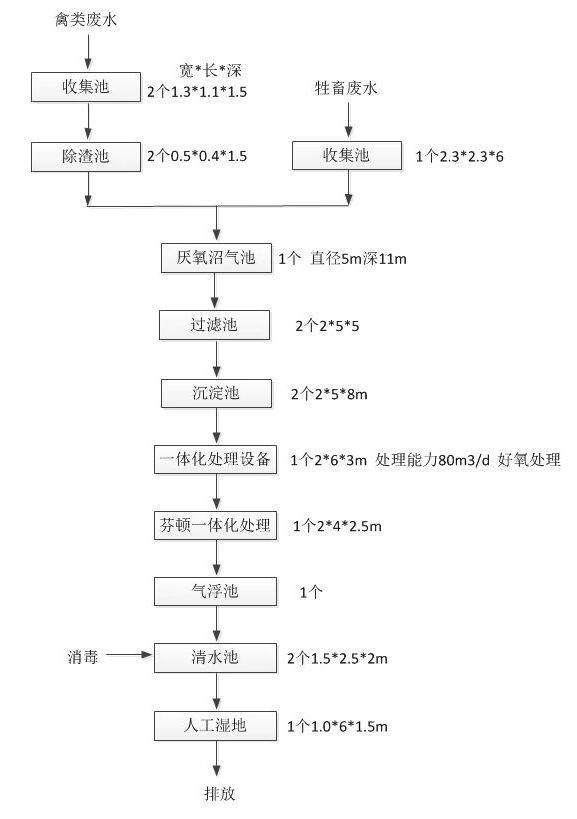 禽类废水
宽*长*深
收集池
2个1.3*1.1*1.5
牲畜废水
除渣池
2个0.5*0.4*1.5
收集池
1个2.3*2.3*6
厌氧沼气池
1个 直径5m深11m
过滤池
2个2*5*5
沉淀池
2个2*5*8m
一体化处理设备
1个2*6*3m 处理能力80m3/d 好氧处理
芬顿一体化处理
1个2*4*2.5m
气浮池
1个
消毒
清水池
2个1.5*2.5*2m
人工湿地
1个1.0*6*1.5m
排放